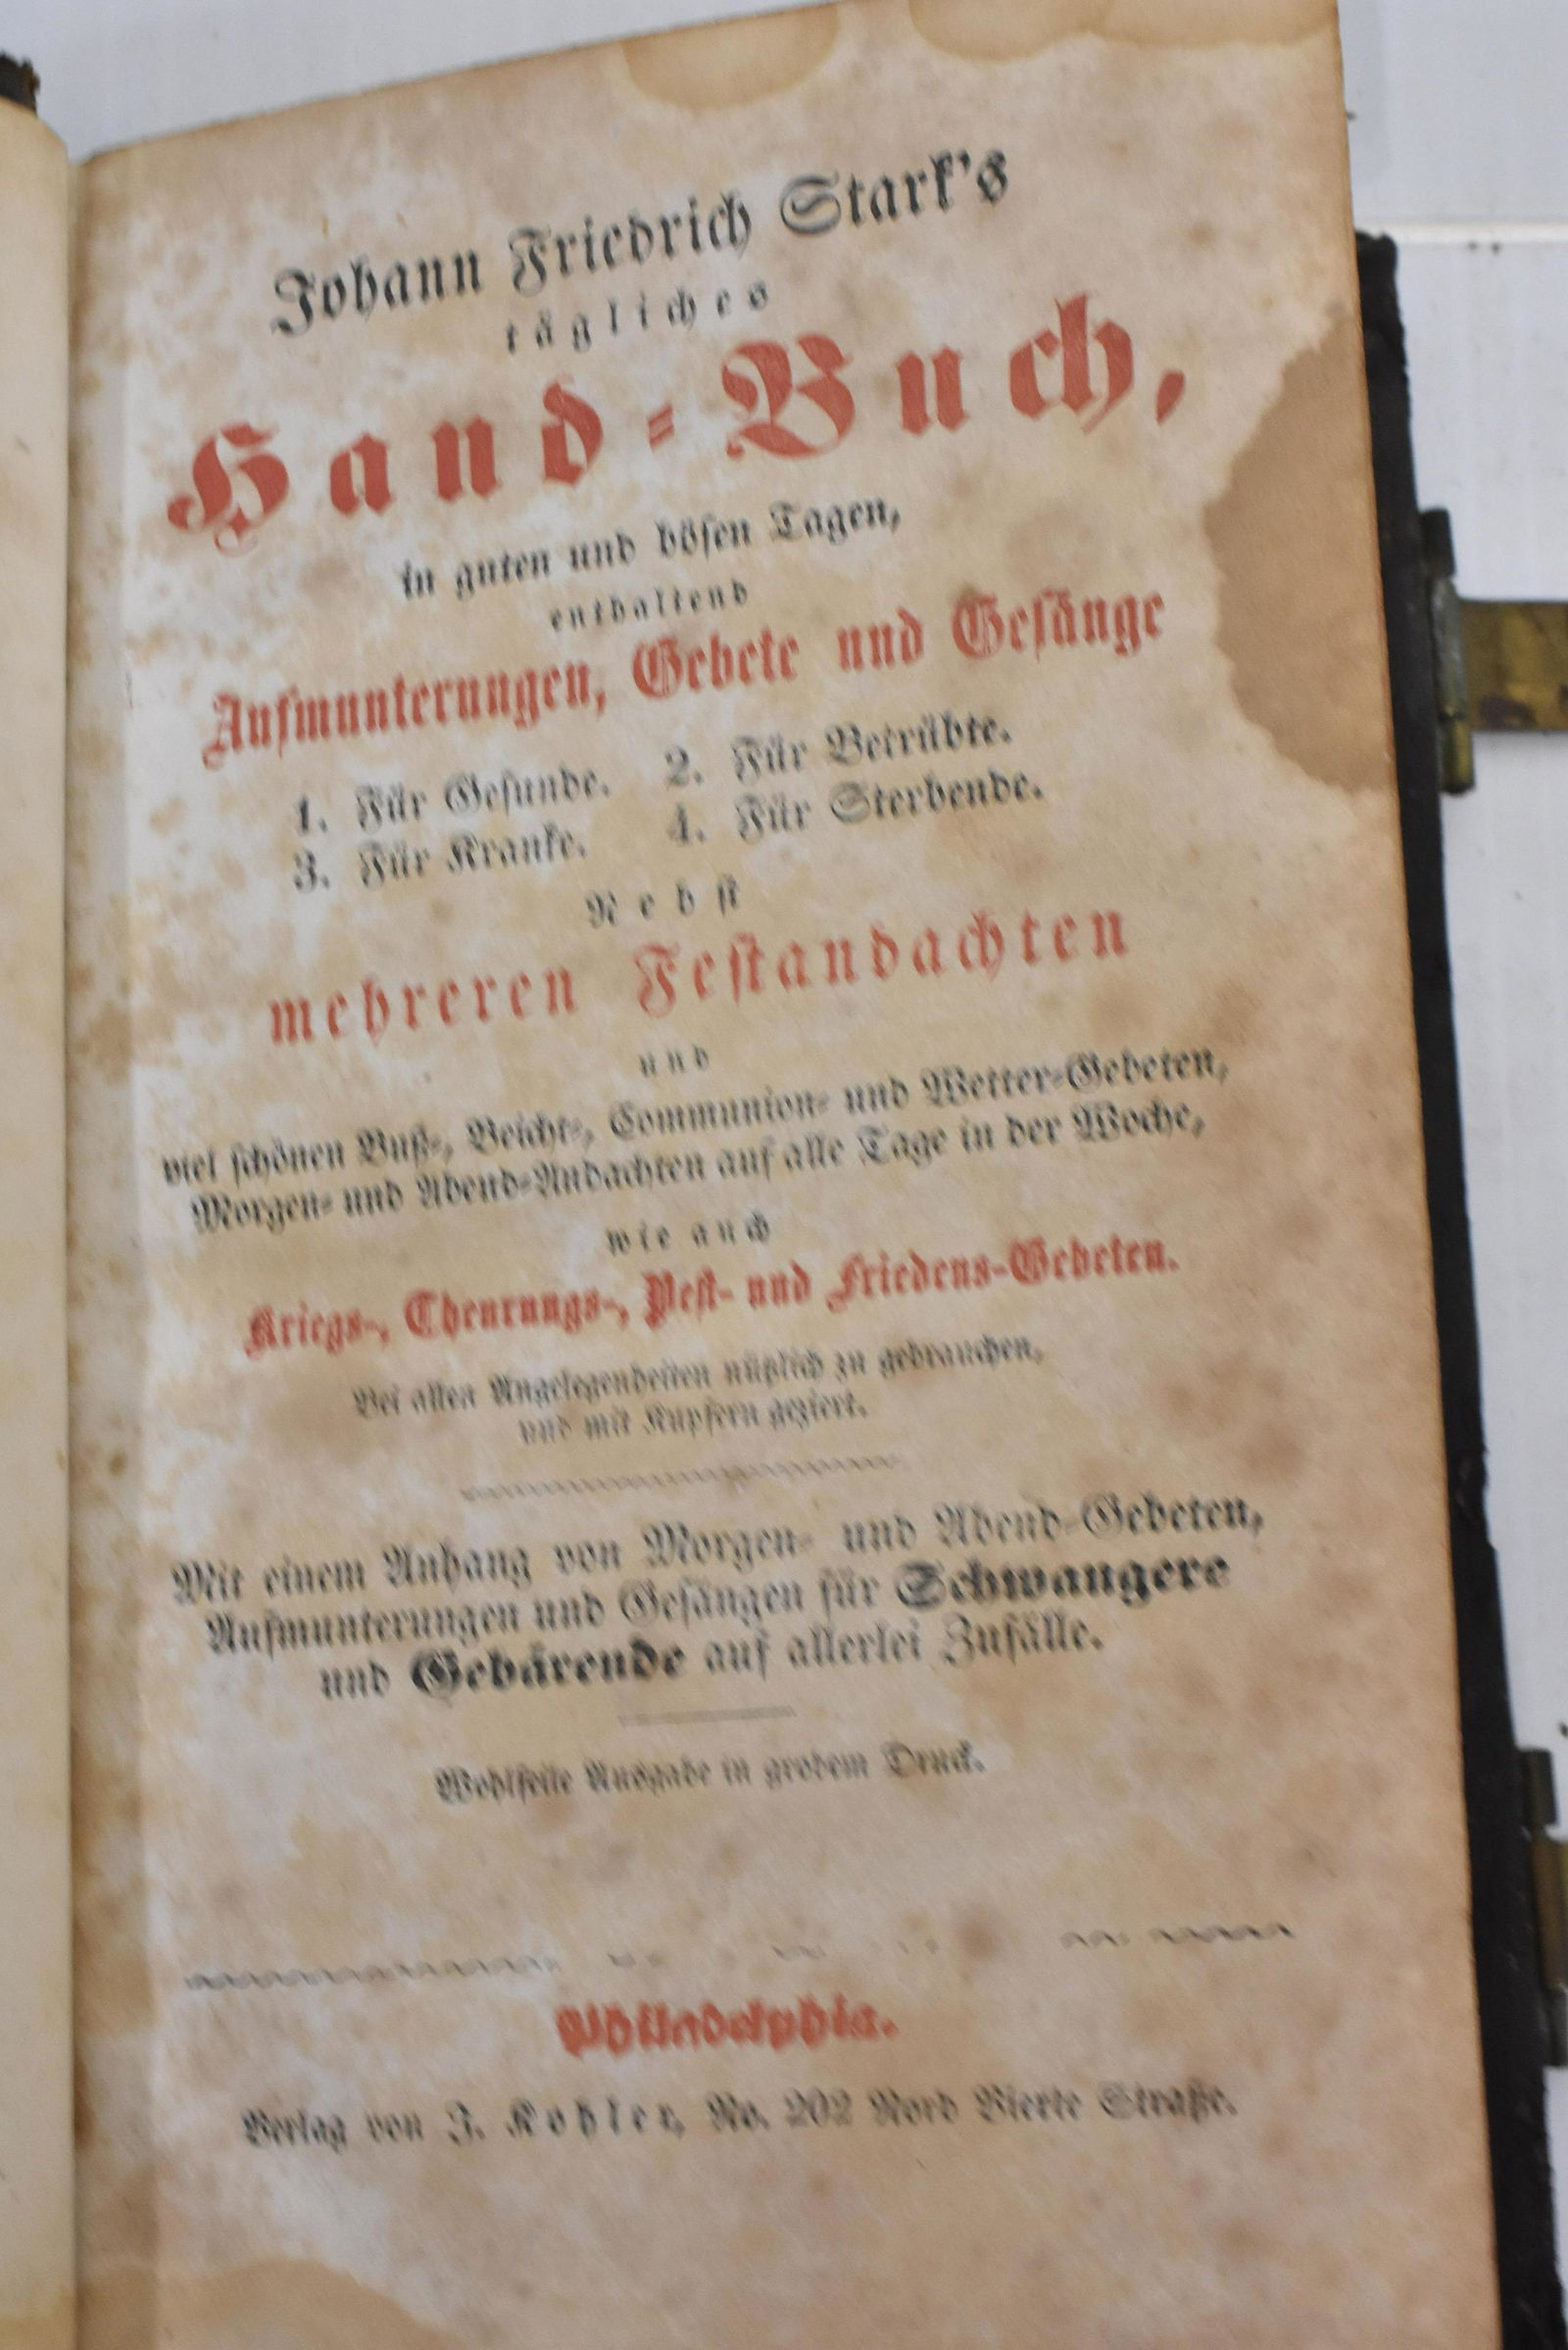 Johann Friedrich Stark's
tägliches
Hand-Buch,
in guten und bösen Tagen,
enthaltend
Aufmunterungen, Gebete und Gesänge
1. Für Gesunde. 2. Für Betrübte.
3. Für Kranke. 4. Für Sterbende.
Nebst
mehreren Festandachten
und
viel schönen Buß-, Beicht-, Communion- und Wetter-Gebeten,
Morgen- und Abend-Andachten auf alle Tage in der Woche,
wie auch
Kriegs-, Theurungs-, Pest- und Friedens-Gebeten.
Bei allen Angelegenheiten nützlich zu gebrauchen,
und mit Kupfern geziert.
Mit einem Anhang von Morgen- und Abend-Gebeten,
Aufmunterungen und Gesängen für Schwangere
und Gebärende auf allerlei Zufälle.
Wohlfeile Ausgabe in grobem Druck.
Philadelphia.
Verlag von J. Kohler, No. 202 Nord Vierte Straße.